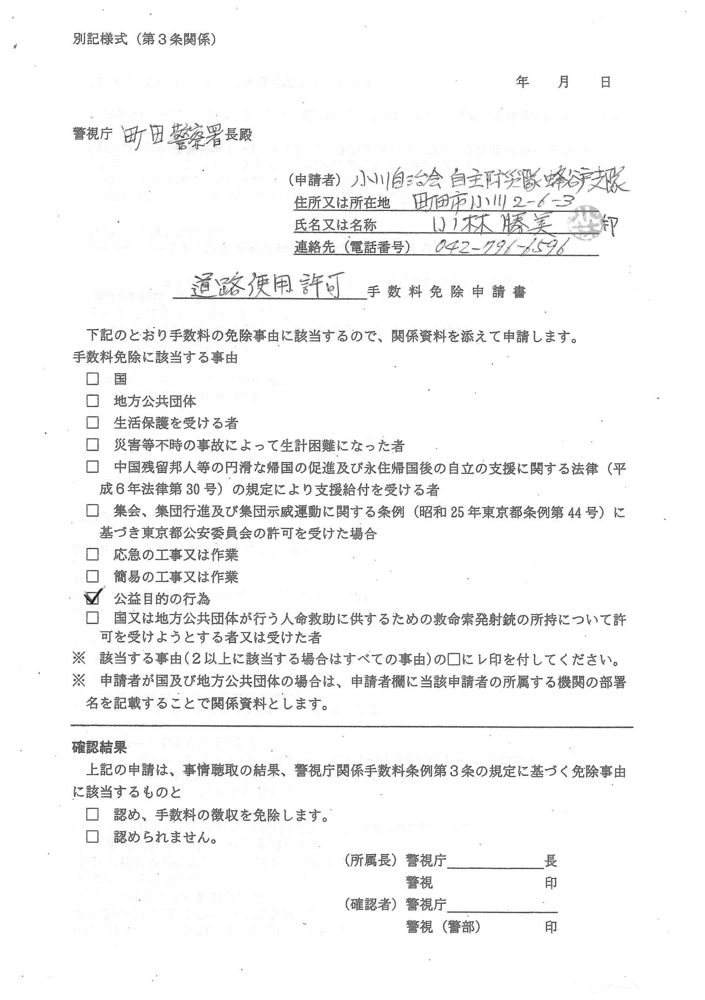 別記様式（第３条関係）
年　月　日
警視庁 町田警察署長殿
（申請者）小川自治会 自主防災隊 蜂谷戸支隊
住所又は所在地 町田市小川2-6-3
氏名又は名称 小林 勝美 小林 印
連絡先（電話番号） 042-796-6596
道路使用許可 手数料免除申請書
下記のとおり手数料の免除事由に該当するので、関係資料を添えて申請します。
手数料免除に該当する事由
□ 国
□ 地方公共団体
□ 生活保護を受ける者
□ 災害等不時の事故によって生計困難になった者
□ 中国残留邦人等の円滑な帰国の促進及び永住帰国後の自立の支援に関する法律（平
成６年法律第30号）の規定により支援給付を受ける者
□ 集会、集団行進及び集団示威運動に関する条例（昭和25年東京都条例第44号）に
基づき東京都公安委員会の許可を受けた場合
□ 応急の工事又は作業
□ 簡易の工事又は作業
☑ 公益目的の行為
□ 国又は地方公共団体が行う人命救助に供するための救命索発射銃の所持について許
可を受けようとする者又は受けた者
※ 該当する事由（２以上に該当する場合はすべての事由）の□にレ印を付してください。
※ 申請者が国及び地方公共団体の場合は、申請者欄に当該申請者の所属する機関の部署
名を記載することで関係資料とします。
確認結果
上記の申請は、事情聴取の結果、警視庁関係手数料条例第３条の規定に基づく免除事由
に該当するものと
□ 認め、手数料の徴収を免除します。
□ 認められません。
（所属長）警視庁　　　　長
警視　　　　印
（確認者）警視庁
警視（警部）　　　　印